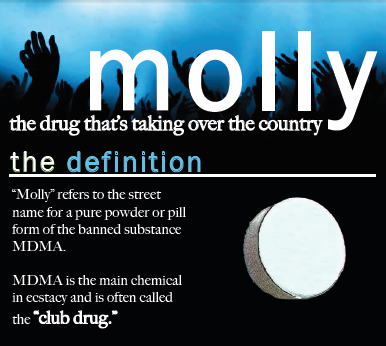 molly
the drug that's taking over the country
the definition
“Molly” refers to the street
name for a pure powder or pill
form of the banned substance
MDMA.
MDMA is the main chemical
in ecstacy and is often called
the “club drug.”